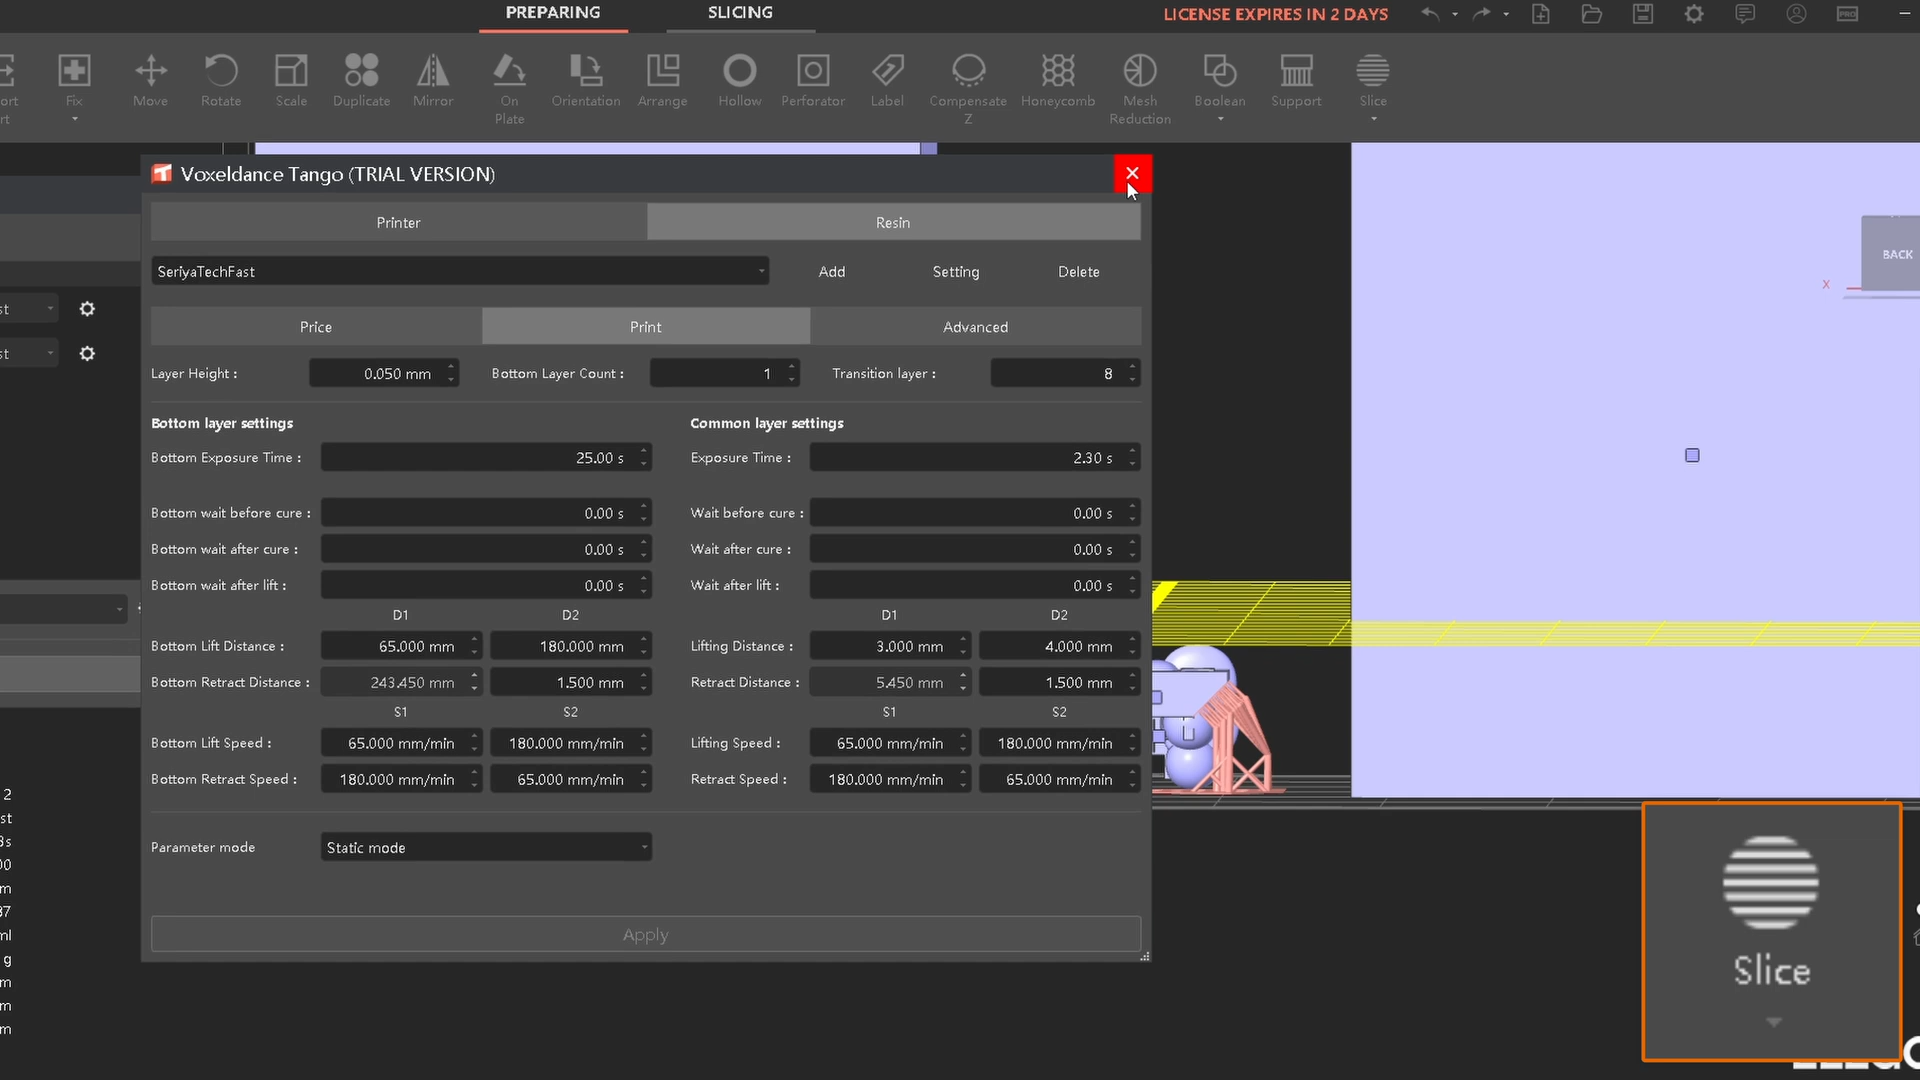 PREPARING SLICING LICENSE EXPIRES IN 2 DAYS
Fix Move Rotate Scale Duplicate Mirror On Plate Orientation Arrange Hollow Perforator Label Compensate Z Honeycomb Mesh Reduction Boolean Support Slice
Voxeldance Tango (TRIAL VERSION)
Printer Resin
SeriyaTechFast Add Setting Delete
Price Print Advanced
Layer Height : 0.050 mm Bottom Layer Count : 1 Transition layer : 8
Bottom layer settings Common layer settings
Bottom Exposure Time : 25.00 s Exposure Time : 2.30 s
Bottom wait before cure : 0.00 s Wait before cure : 0.00 s
Bottom wait after cure : 0.00 s Wait after cure : 0.00 s
Bottom wait after lift : 0.00 s Wait after lift : 0.00 s
D1 D2 D1 D2
Bottom Lift Distance : 65.000 mm 180.000 mm Lifting Distance : 3.000 mm 4.000 mm
Bottom Retract Distance : 243.450 mm 1.500 mm Retract Distance : 5.450 mm 1.500 mm
S1 S2 S1 S2
Bottom Lift Speed : 65.000 mm/min 180.000 mm/min Lifting Speed : 65.000 mm/min 180.000 mm/min
Bottom Retract Speed : 180.000 mm/min 65.000 mm/min Retract Speed : 180.000 mm/min 65.000 mm/min
Parameter mode Static mode
Apply
BACK
X
Slice